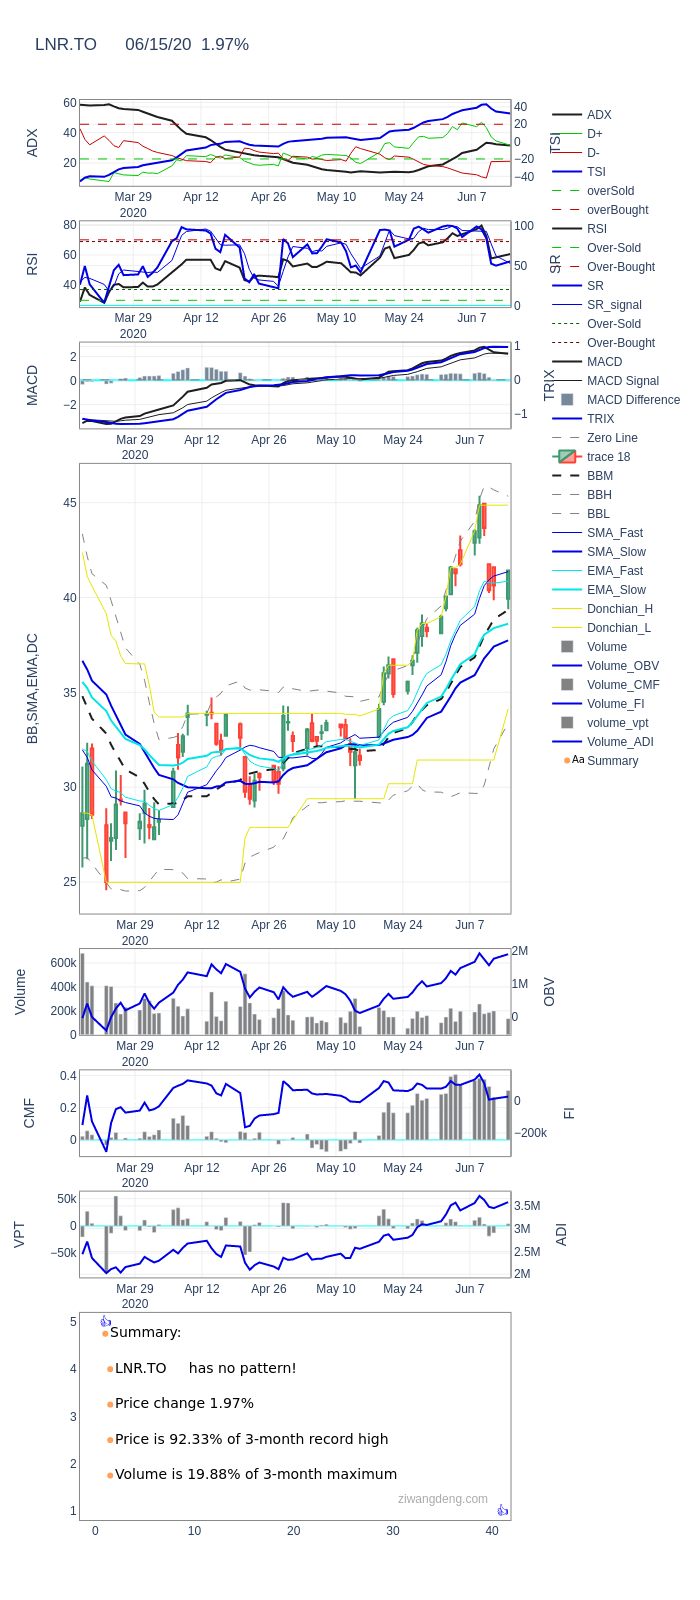 LNR.TO 06/15/20 1.97%
60
40
20
ADX
40
20
0
−20
−40
TSI
Mar 29
2020
Apr 12
Apr 26
May 10
May 24
Jun 7
80
60
40
RSI
100
50
0
SR
Mar 29
2020
Apr 12
Apr 26
May 10
May 24
Jun 7
2
0
−2
MACD
1
0
−1
TRIX
Mar 29
2020
Apr 12
Apr 26
May 10
May 24
Jun 7
45
40
35
30
25
BB,SMA,EMA,DC
Mar 29
2020
Apr 12
Apr 26
May 10
May 24
Jun 7
600k
400k
200k
0
Volume
2M
1M
0
OBV
Mar 29
2020
Apr 12
Apr 26
May 10
May 24
Jun 7
0.4
0.2
0
CMF
0
−200k
FI
Mar 29
2020
Apr 12
Apr 26
May 10
May 24
Jun 7
50k
0
−50k
VPT
3.5M
3M
2.5M
2M
ADI
Mar 29
2020
Apr 12
Apr 26
May 10
May 24
Jun 7
5
4
3
2
1
Summary:
LNR.TO has no pattern!
Price change 1.97%
Price is 92.33% of 3-month record high
Volume is 19.88% of 3-month maximum
ziwangdeng.com
0
10
20
30
40
ADX
D+
D-
TSI
overSold
overBought
RSI
Over-Sold
Over-Bought
SR
SR_signal
Over-Sold
Over-Bought
MACD
MACD Signal
MACD Difference
TRIX
Zero Line
trace 18
BBM
BBH
BBL
SMA_Fast
SMA_Slow
EMA_Fast
EMA_Slow
Donchian_H
Donchian_L
Volume
Volume_OBV
Volume_CMF
Volume_FI
volume_vpt
Volume_ADI
Aa Summary